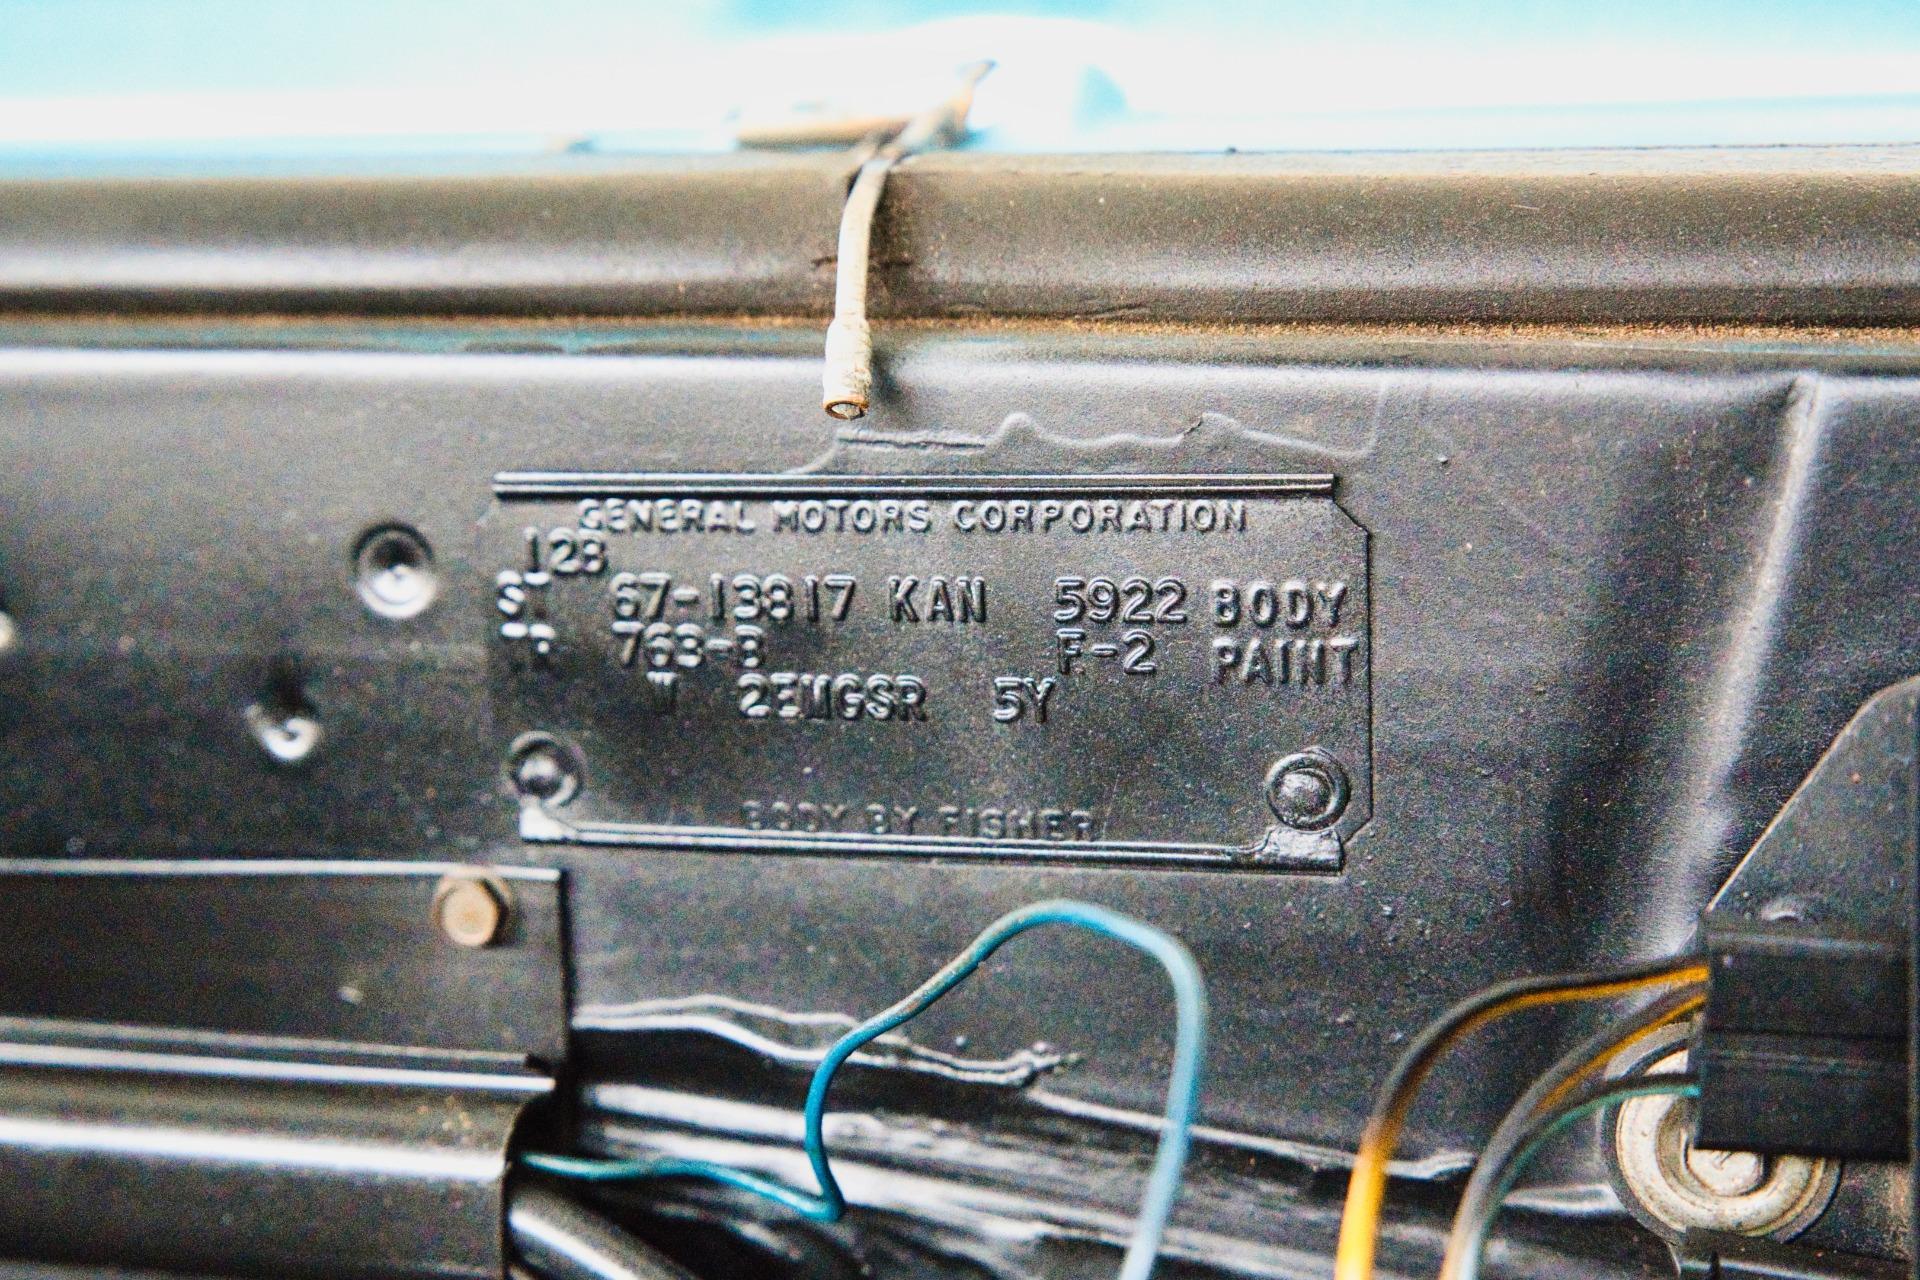 GENERAL MOTORS CORPORATION
12B
ST 67-13817 KAN 5922 BODY
TR 763-B F-2 PAINT
W 2EMGSR 5Y
BODY BY FISHER